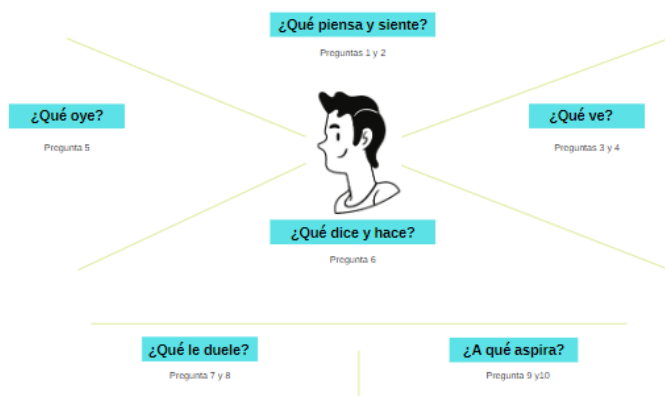 ¿Qué piensa y siente?
Preguntas 1 y 2
¿Qué oye?
Pregunta 5
¿Qué ve?
Preguntas 3 y 4
¿Qué dice y hace?
Pregunta 6
¿Qué le duele?
Pregunta 7 y 8
¿A qué aspira?
Pregunta 9 y10